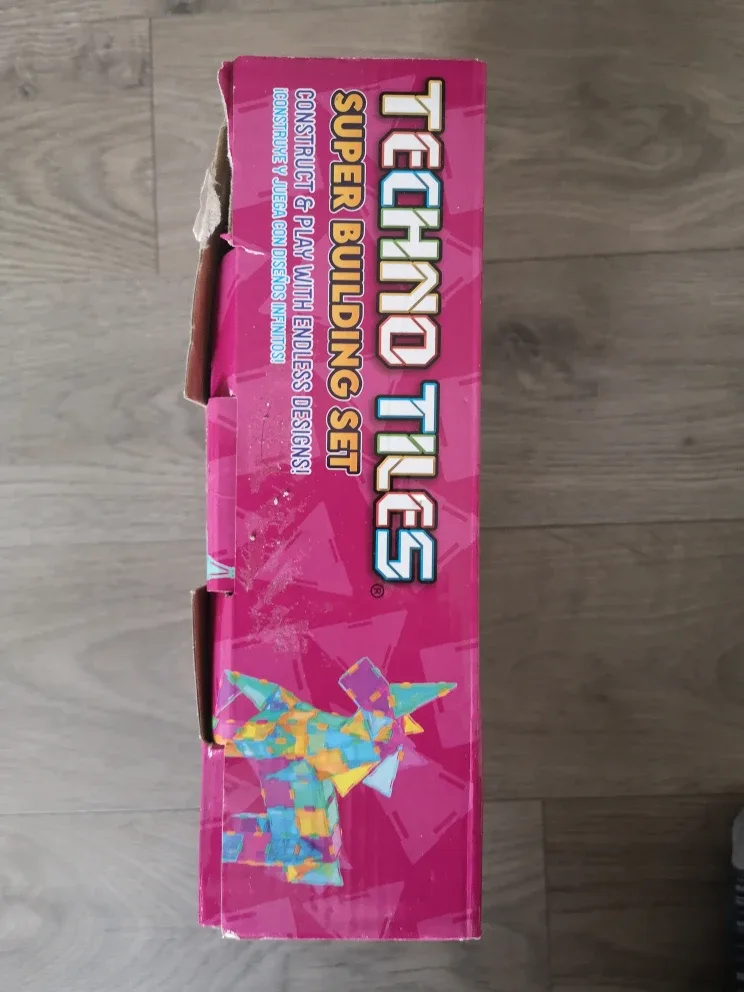 TECHNO TILES®
SUPER BUILDING SET
CONSTRUCT & PLAY WITH ENDLESS DESIGNS!
¡CONSTRUYE Y JUEGA CON DISEÑOS INFINITOS!